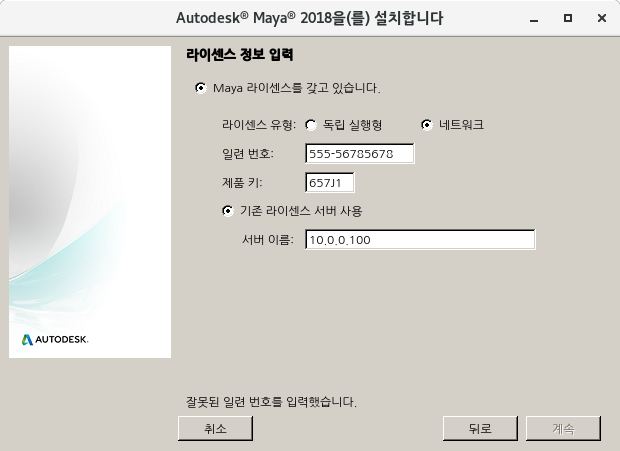 Autodesk® Maya® 2018을(를) 설치합니다
라이센스 정보 입력
Maya 라이센스를 갖고 있습니다.
라이센스 유형: 독립 실행형 네트워크
일련 번호: 555-56785678
제품 키: 657J1
기존 라이센스 서버 사용
서버 이름: 10.0.0.100
AUTODESK.
잘못된 일련 번호를 입력했습니다.
취소 뒤로 계속